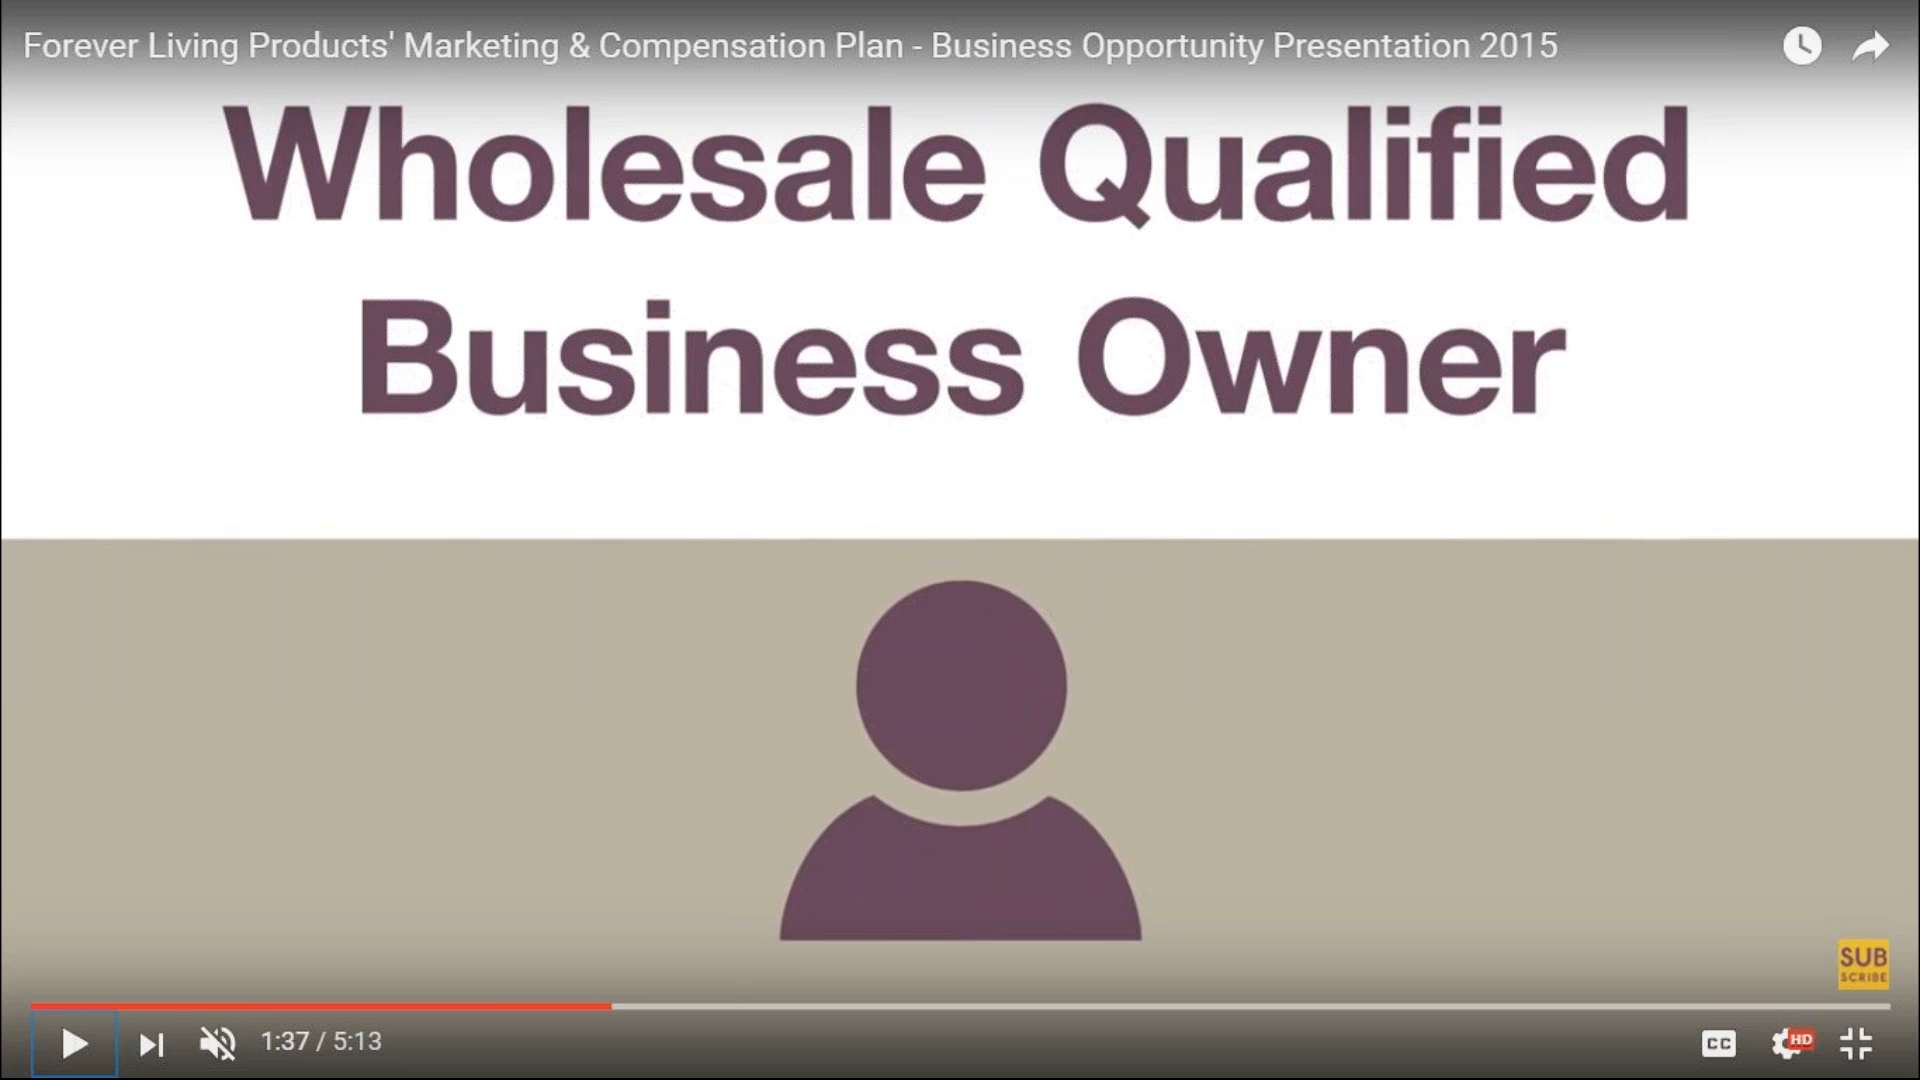 Forever Living Products' Marketing & Compensation Plan - Business Opportunity Presentation 2015
Wholesale Qualified
Business Owner
SUB
SCRIBE
1:37 / 5:13
CC
HD